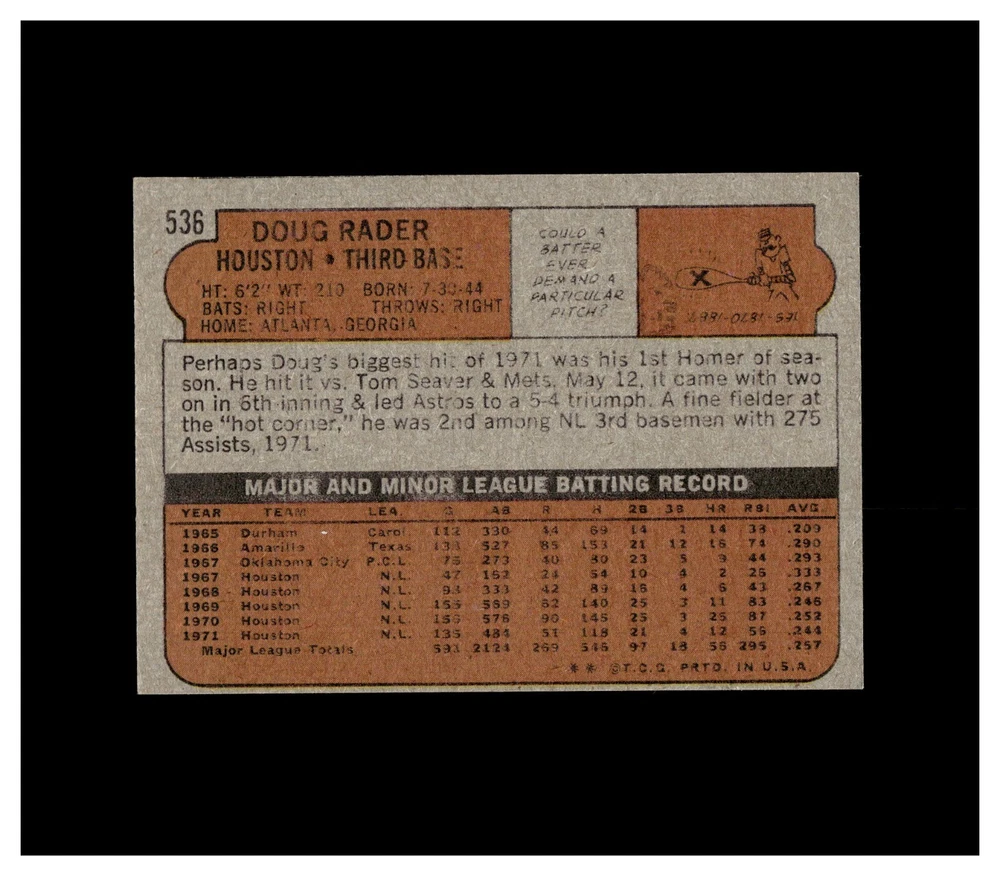 536
DOUG RADER
HOUSTON • THIRD BASE
HT: 6'2" WT: 210 BORN: 7-30-44
BATS: RIGHT THROWS: RIGHT
HOME: ATLANTA, GEORGIA
COULD A
BATTER
EVER
DEMAND A
PARTICULAR
PITCH?
X
YES-1870-1887
Perhaps Doug's biggest hit of 1971 was his 1st Homer of sea-
son. He hit it vs. Tom Seaver & Mets, May 12, it came with two
on in 6th inning & led Astros to a 5-4 triumph. A fine fielder at
the "hot corner," he was 2nd among NL 3rd basemen with 275
Assists, 1971.
MAJOR AND MINOR LEAGUE BATTING RECORD
YEAR TEAM LEA. G AB R H 2B 3B HR RBI AVG.
1965 Durham Carol. 112 330 44 69 14 2 14 38 .209
1966 Amarillo Texas 133 527 85 153 21 12 16 74 .290
1967 Oklahoma City P.C.L. 75 273 40 80 23 5 9 44 .293
1967 Houston N.L. 47 162 24 54 10 4 2 26 .333
1968 Houston N.L. 98 333 42 89 16 4 6 43 .267
1969 Houston N.L. 155 569 62 140 25 3 11 83 .246
1970 Houston N.L. 156 576 90 145 25 3 25 87 .252
1971 Houston N.L. 135 484 51 118 21 4 12 56 .244
Major League Totals 591 2124 269 546 97 18 56 295 .257
** ©T.C.G. PRTD. IN U.S.A.